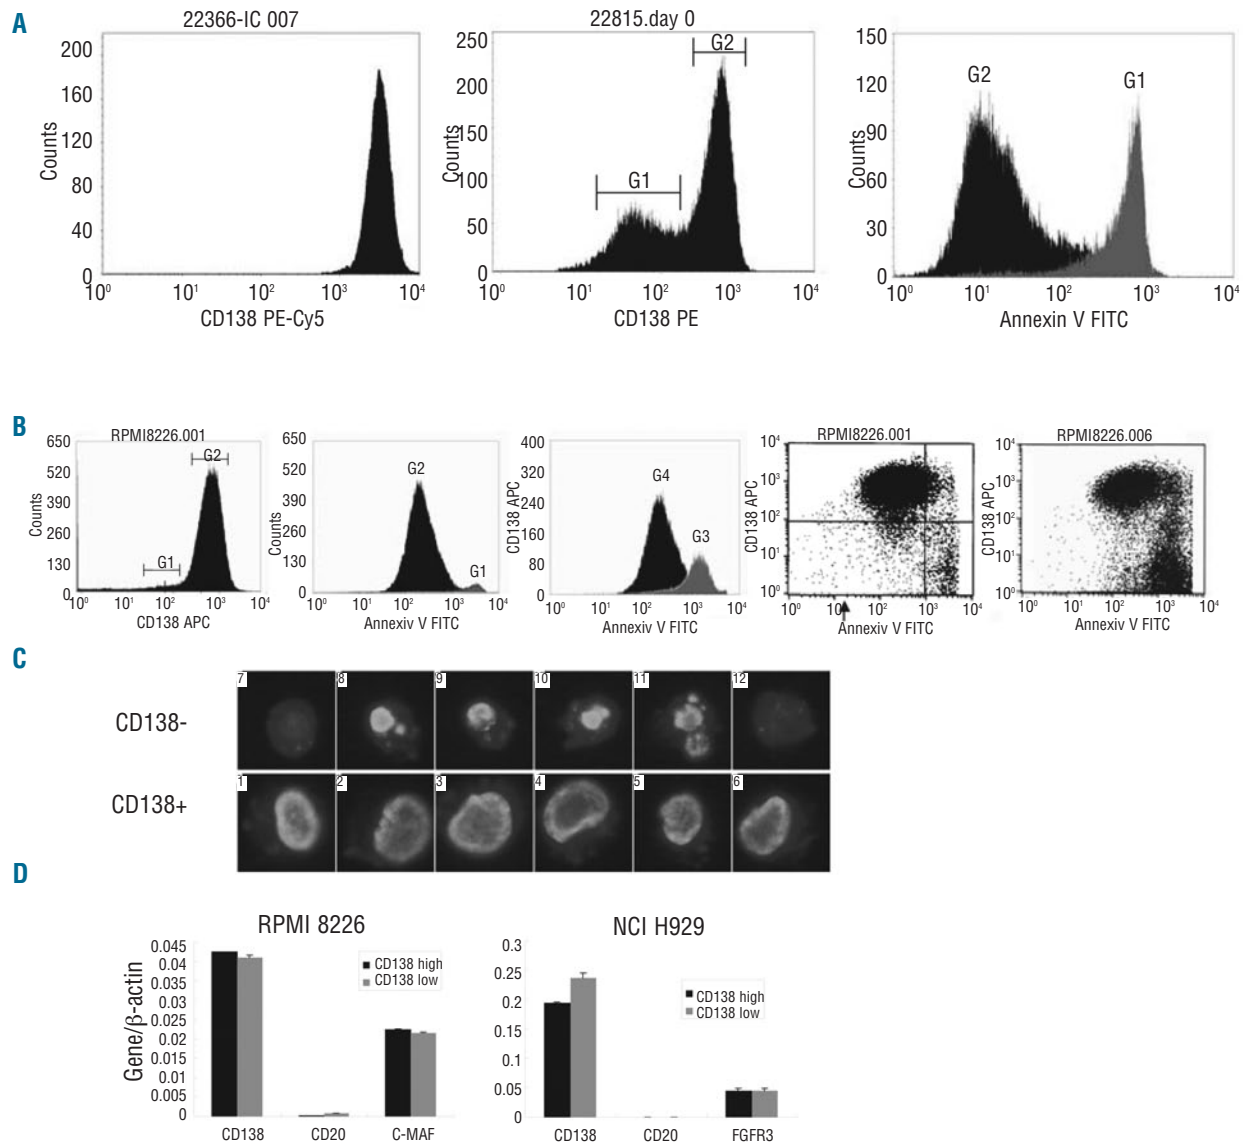 A
22366-IC 007
Counts
200
160
120
80
40
0
10⁰ 10¹ 10² 10³ 10⁴
CD138 PE-Cy5
22815.day 0
Counts
250
200
150
100
50
0
G1
G2
10⁰ 10¹ 10² 10³ 10⁴
CD138 PE
Counts
150
120
90
60
30
0
G2
G1
10⁰ 10¹ 10² 10³ 10⁴
Annexin V FITC
B
RPMI8226.001
Counts
650
520
390
260
130
0
G1
G2
10⁰ 10¹ 10² 10³ 10⁴
CD138 APC
Counts
650
520
390
260
130
0
G2
G1
10⁰ 10¹ 10² 10³ 10⁴
Annexiv V FITC
CD138 APC
400
320
240
160
80
0
G4
G3
10⁰ 10¹ 10² 10³ 10⁴
Annexiv V FITC
RPMI8226.001
CD138 APC
10⁴
10³
10²
10¹
10⁰
10⁰ 10¹ 10² 10³ 10⁴
Annexiv V FITC
RPMI8226.006
CD138 APC
10⁴
10³
10²
10¹
10⁰
10⁰ 10¹ 10² 10³ 10⁴
Annexiv V FITC
C
CD138-
7 8 9 10 11 12
CD138+
1 2 3 4 5 6
D
RPMI 8226
Gene/β-actin
0.045
0.04
0.035
0.03
0.025
0.02
0.015
0.01
0.005
0
CD138 high
CD138 low
CD138 CD20 C-MAF
NCI H929
0.3
0.25
0.2
0.15
0.1
0.05
0
CD138 high
CD138 low
CD138 CD20 FGFR3